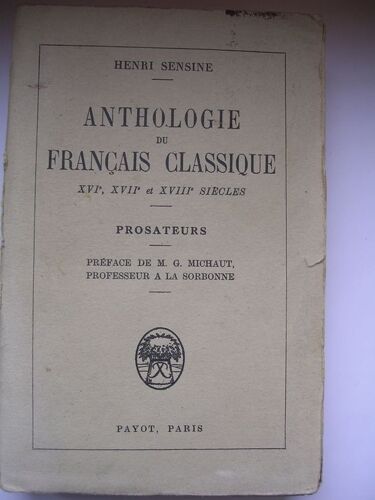 HENRI SENSINE
ANTHOLOGIE
DU
FRANÇAIS CLASSIQUE
XVIe, XVIIe et XVIIIe SIÈCLES
PROSATEURS
PRÉFACE DE M. G. MICHAUT,
PROFESSEUR A LA SORBONNE
PAYOT, PARIS